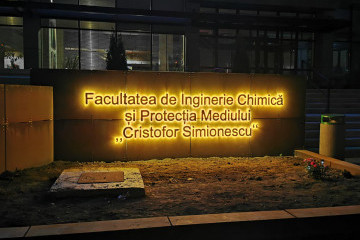 Facultatea de Inginerie Chimică
și Protecția Mediului
,,Cristofor Simionescu"